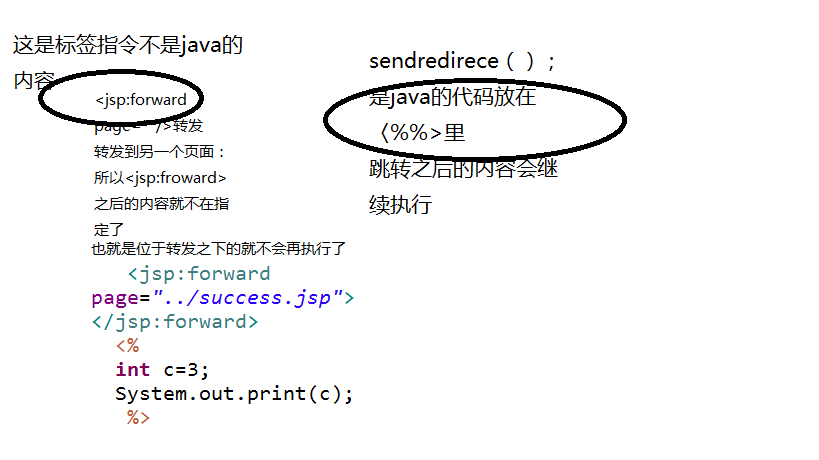 这是标签指令不是java的
内容
<jsp:forward
page=" "/>转发
转发到另一个页面：
所以<jsp:froward>
之后的内容就不在指
定了
也就是位于转发之下的就不会再执行了
<jsp:forward
page="../success.jsp">
</jsp:forward>
<%
int c=3;
System.out.print(c);
%>
sendredirece（）；
是java的代码放在
〈%%>里
跳转之后的内容会继
续执行